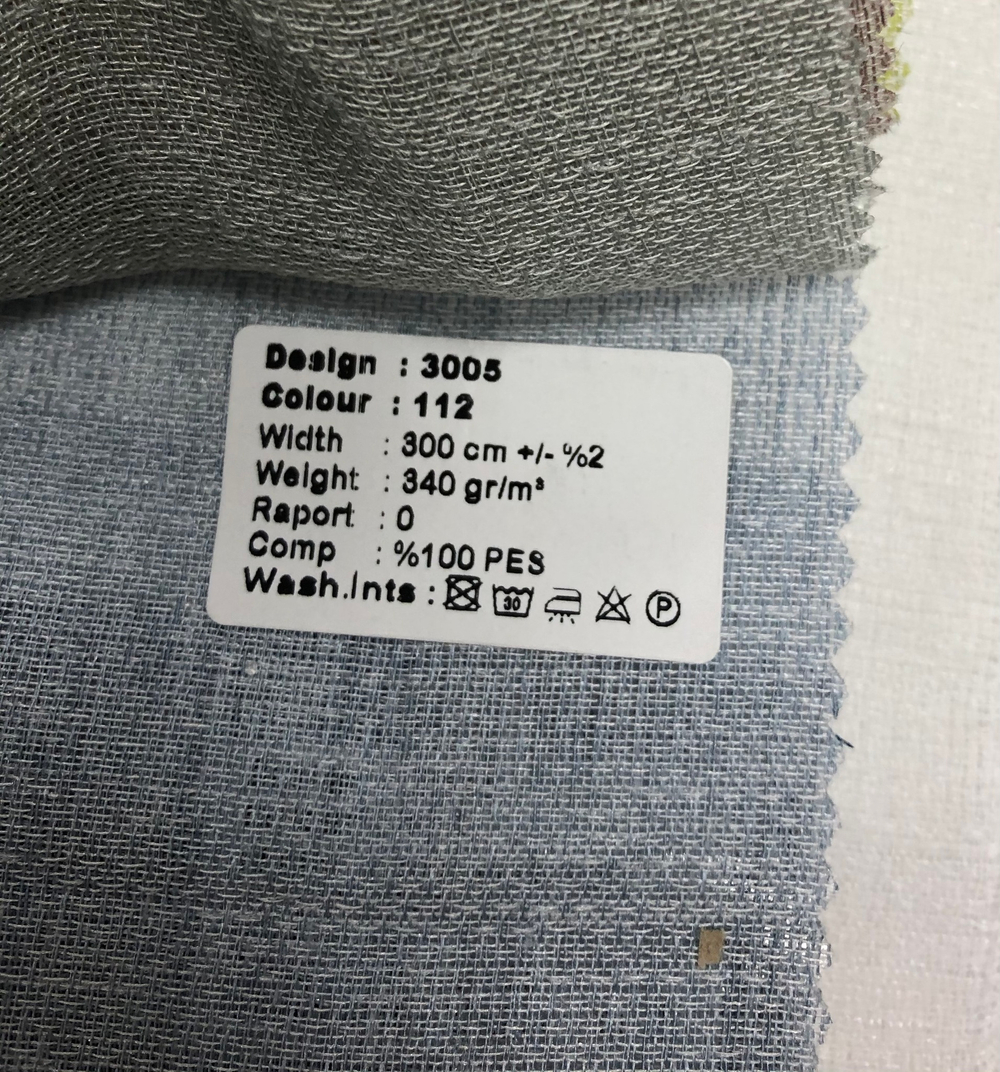 Design : 3005
Colour : 112
Width : 300 cm +/- %2
Weight : 340 gr/m³
Raport : 0
Comp : %100 PES
Wash.Ints : 30 P